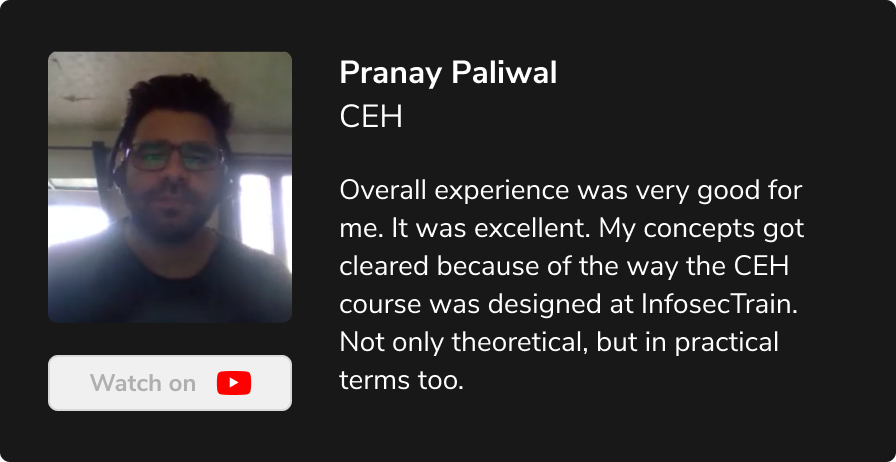 Pranay Paliwal
CEH
Overall experience was very good for
me. It was excellent. My concepts got
cleared because of the way the CEH
course was designed at InfosecTrain.
Not only theoretical, but in practical
terms too.
Watch on